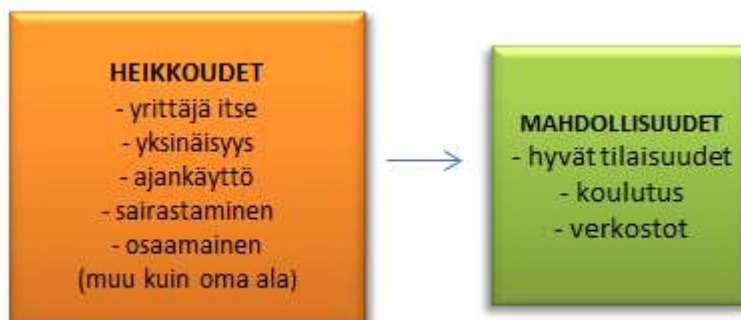 HEIKKOUDET
- yrittäjä itse
- yksinäisyys
- ajankäyttö
- sairastaminen
- osaamainen
(muu kuin oma ala)
MAHDOLLISUUDET
- hyvät tilaisuudet
- koulutus
- verkostot